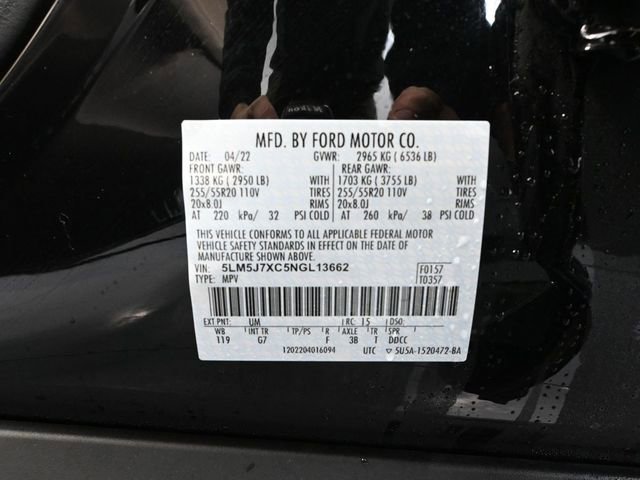 MFD. BY FORD MOTOR CO.
DATE: 04/22 GVWR: 2965 KG ( 6536 LB)
FRONT GAWR: REAR GAWR:
1338 KG ( 2950 LB) WITH 1703 KG ( 3755 LB) WITH
255/55R20 110V TIRES 255/55R20 110V TIRES
20x8.0J RIMS 20x8.0J RIMS
AT 220 kPa/ 32 PSI COLD AT 260 kPa/ 38 PSI COLD
THIS VEHICLE CONFORMS TO ALL APPLICABLE FEDERAL MOTOR
VEHICLE SAFETY STANDARDS IN EFFECT ON THE DATE OF
MANUFACTURE SHOWN ABOVE.
VIN: 5LM5J7XC5NGL13662 F0157
TYPE: MPV T0357
EXT PNT: UM RC: 15 DSO:
WB INT TR TP/PS R AXLE TR SPR
119 G7 F 3B T DDCC
1202204016094 UTC ▽ 5U5A-1520472-BA